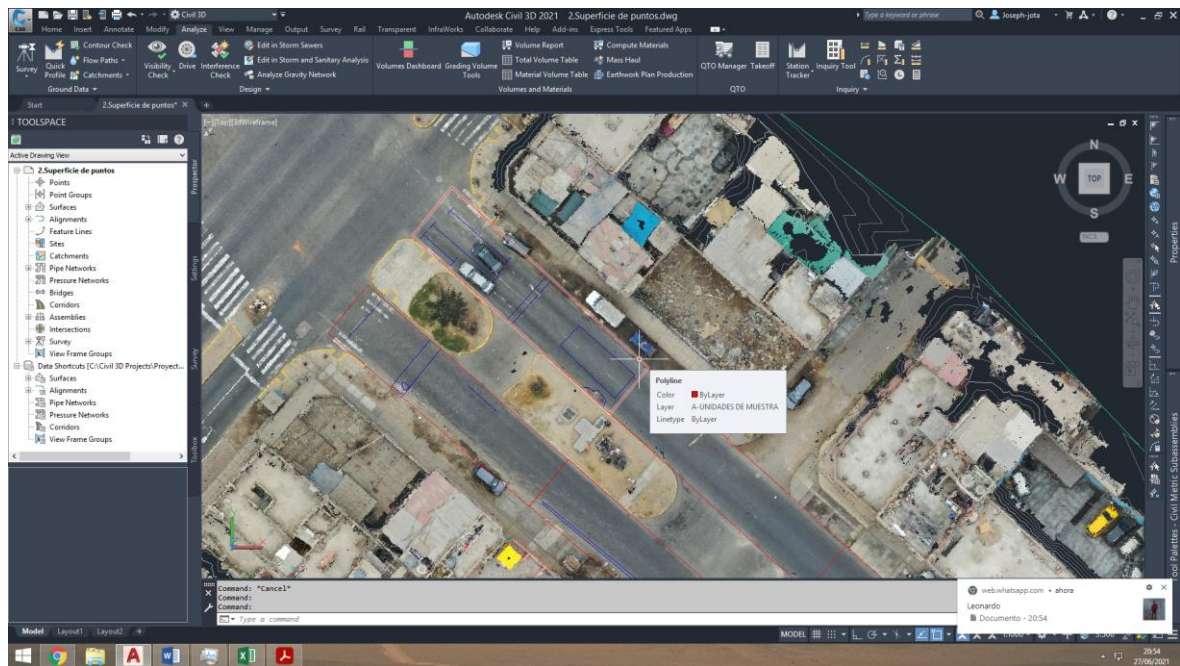 Civil 3D
Autodesk Civil 3D 2021 2.Superficie de puntos.dwg
Type a keyword or phrase
Joseph-jota
Home Insert Annotate Modify Analyze View Manage Output Survey Rail Transparent InfraWorks Collaborate Help Add-ins Express Tools Featured Apps
Survey
Quick Profile
Contour Check
Flow Paths
Catchments
Ground Data
Visibility Check
Drive
Interference Check
Edit in Storm Sewers
Edit in Storm and Sanitary Analysis
Analyze Gravity Network
Design
Volumes Dashboard
Grading Volume Tools
Volume Report
Total Volume Table
Material Volume Table
Compute Materials
Mass Haul
Earthwork Plan Production
Volumes and Materials
QTO Manager
Takeoff
QTO
Station Tracker
Inquiry Tool
Inquiry
Start
2.Superficie de puntos*
TOOLSPACE
Active Drawing View
2.Superficie de puntos
Points
Point Groups
Surfaces
Alignments
Feature Lines
Sites
Catchments
Pipe Networks
Pressure Networks
Bridges
Corridors
Assemblies
Intersections
Survey
View Frame Groups
Data Shortcuts [C:\Civil 3D Projects\Proyect...
Surfaces
Alignments
Pipe Networks
Pressure Networks
Corridors
View Frame Groups
Prospector
Settings
Survey
Toolbox
[-][Top][3dWireframe]
N
W TOP E
S
WCS
Polyline
Color ByLayer
Layer A-UNIDADES DE MUESTRA
Linetype ByLayer
Properties
Tool Palettes - Civil Metric Subassemblies
Command: *Cancel*
Command:
Command:
Type a command
web.whatsapp.com • ahora
Leonardo
Documento - 20:54
Model Layout1 Layout2 +
MODEL
20:54
27/06/2021